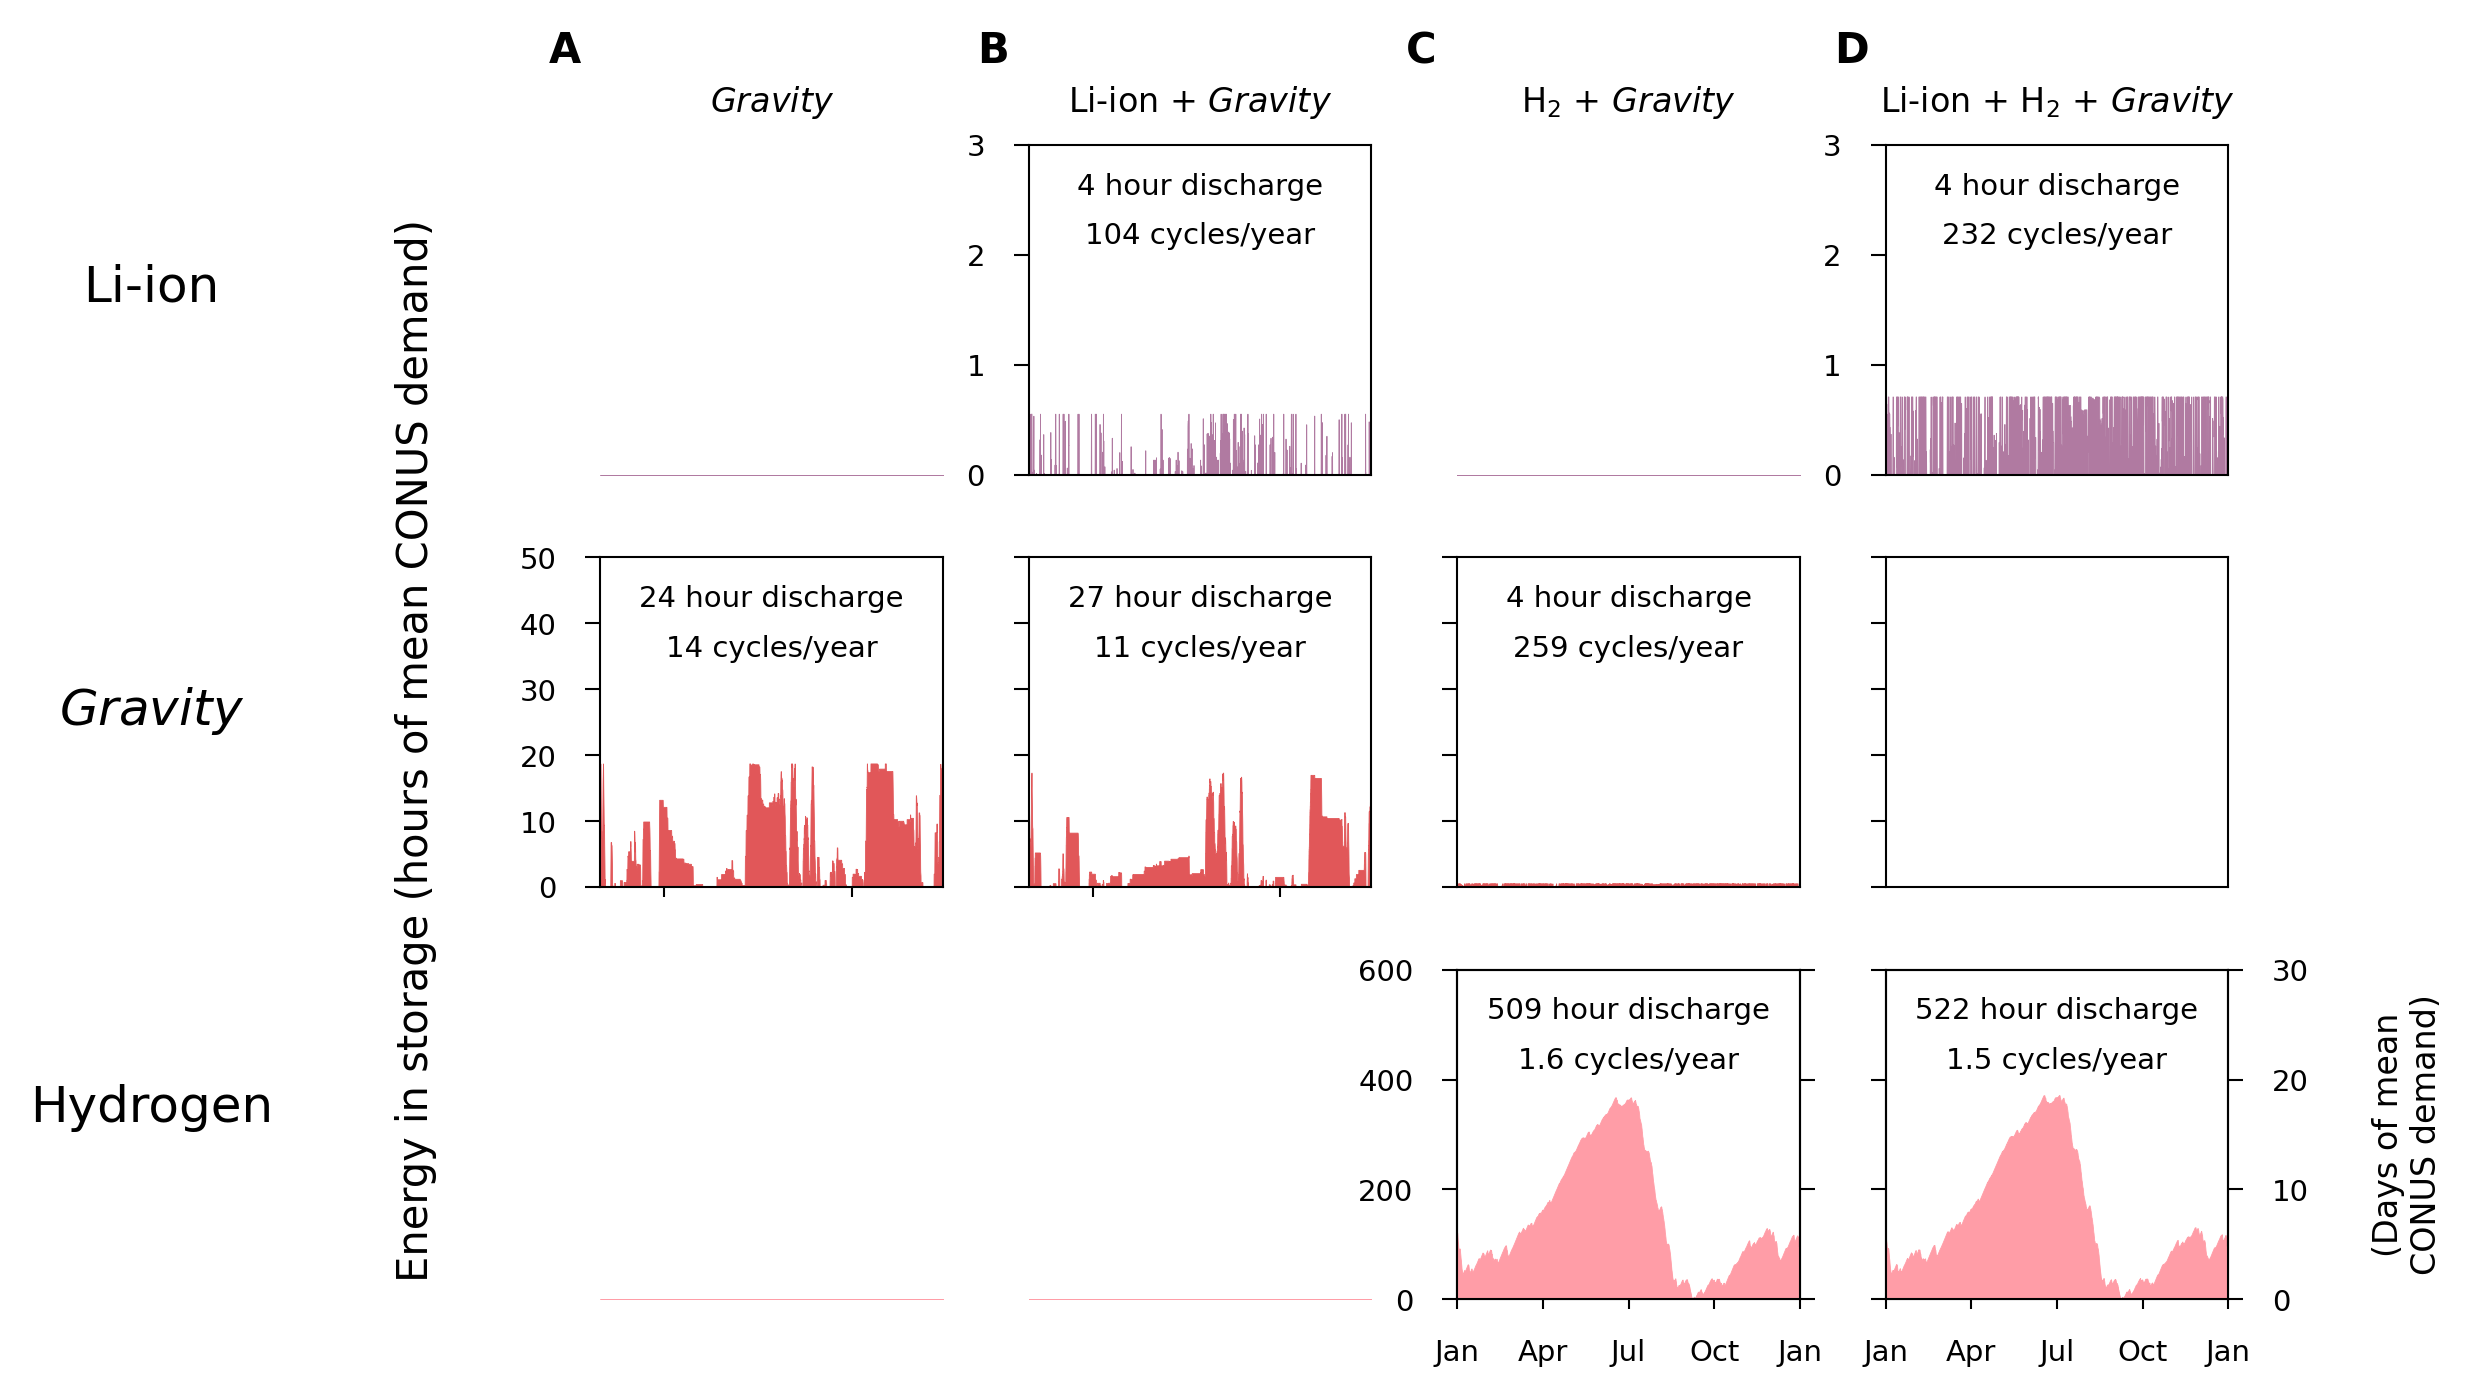 A
B
C
D
Gravity
Li-ion + Gravity
H₂ + Gravity
Li-ion + H₂ + Gravity
Li-ion
Gravity
Hydrogen
Energy in storage (hours of mean CONUS demand)
3
2
1
0
4 hour discharge
104 cycles/year
3
2
1
0
4 hour discharge
232 cycles/year
50
40
30
20
10
0
24 hour discharge
14 cycles/year
27 hour discharge
11 cycles/year
4 hour discharge
259 cycles/year
600
400
200
0
509 hour discharge
1.6 cycles/year
522 hour discharge
1.5 cycles/year
30
20
10
0
(Days of mean
CONUS demand)
Jan Apr Jul Oct Jan
Jan Apr Jul Oct Jan